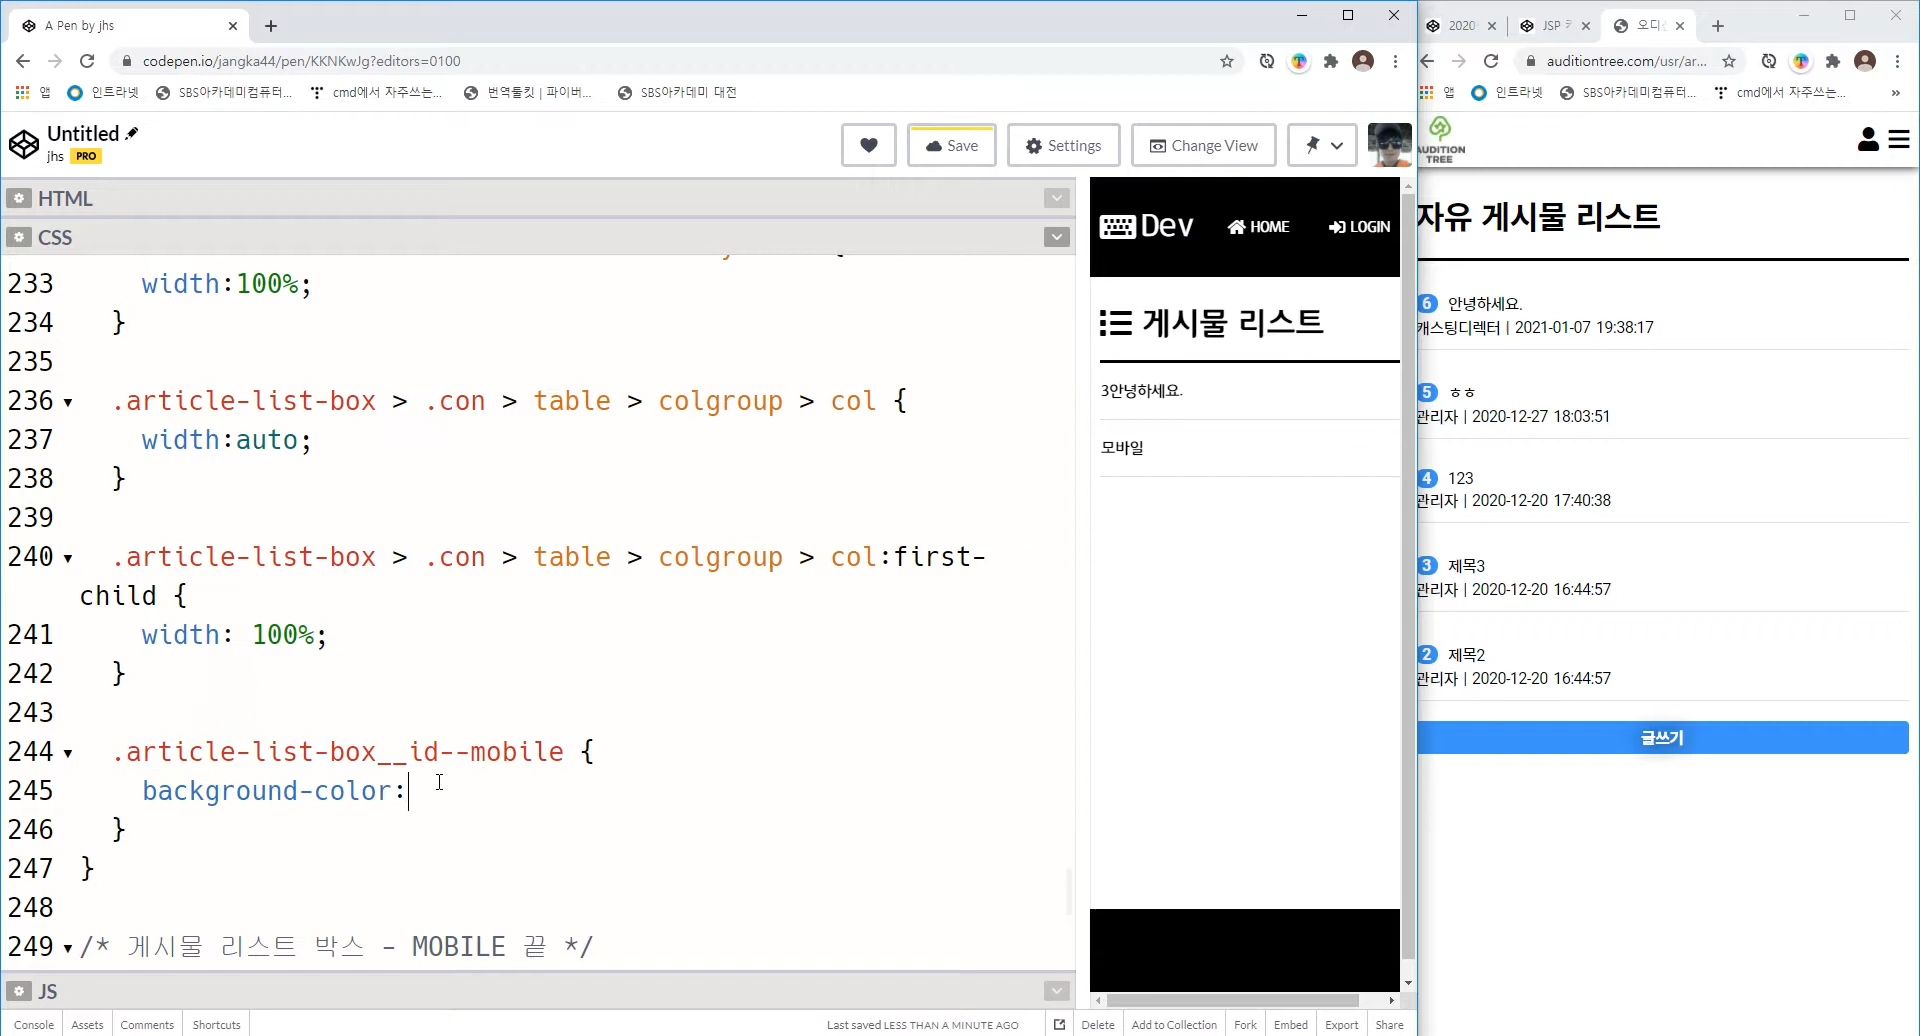 A Pen by jhs
2020
JSP
codepen.io/jangka44/pen/KKNKwJg?editors=0100
auditiontree.com/usr/ar...
앱
인트라넷
SBS아카데미컴퓨터...
cmd에서 자주쓰는...
번역툴킷 | 파이버...
SBS아카데미 대전
앱
인트라넷
SBS아카데미컴퓨터...
cmd에서 자주쓰는...
»
Untitled
jhs PRO
Save
Settings
Change View
AUDITION
TREE
HTML
CSS
233 width:100%;
234 }
235
236 .article-list-box > .con > table > colgroup > col {
237 width:auto;
238 }
239
240 .article-list-box > .con > table > colgroup > col:first-
child {
241 width: 100%;
242 }
243
244 .article-list-box__id--mobile {
245 background-color:
246 }
247 }
248
249 /* 게시물 리스트 박스 - MOBILE 끝 */
JS
Dev
HOME
LOGIN
게시물 리스트
3안녕하세요.
모바일
자유 게시물 리스트
6 안녕하세요.
캐스팅디렉터 | 2021-01-07 19:38:17
5 ㅎㅎ
관리자 | 2020-12-27 18:03:51
4 123
관리자 | 2020-12-20 17:40:38
3 제목3
관리자 | 2020-12-20 16:44:57
2 제목2
관리자 | 2020-12-20 16:44:57
글쓰기
Console
Assets
Comments
Shortcuts
Last saved LESS THAN A MINUTE AGO
Delete
Add to Collection
Fork
Embed
Export
Share